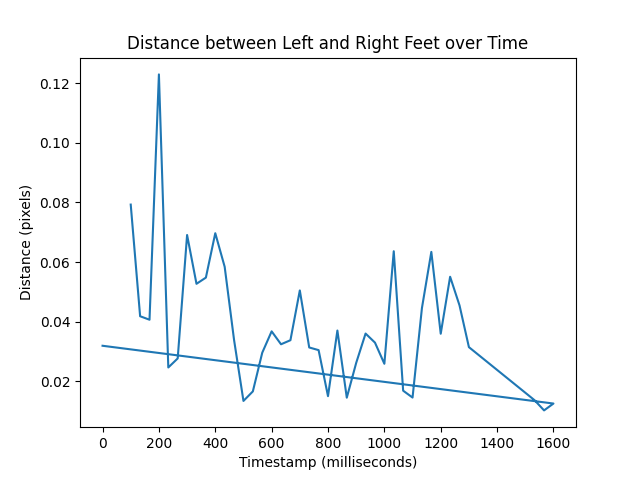 Distance between Left and Right Feet over Time
0.12
0.10
0.08
0.06
0.04
0.02
Distance (pixels)
0 200 400 600 800 1000 1200 1400 1600
Timestamp (milliseconds)